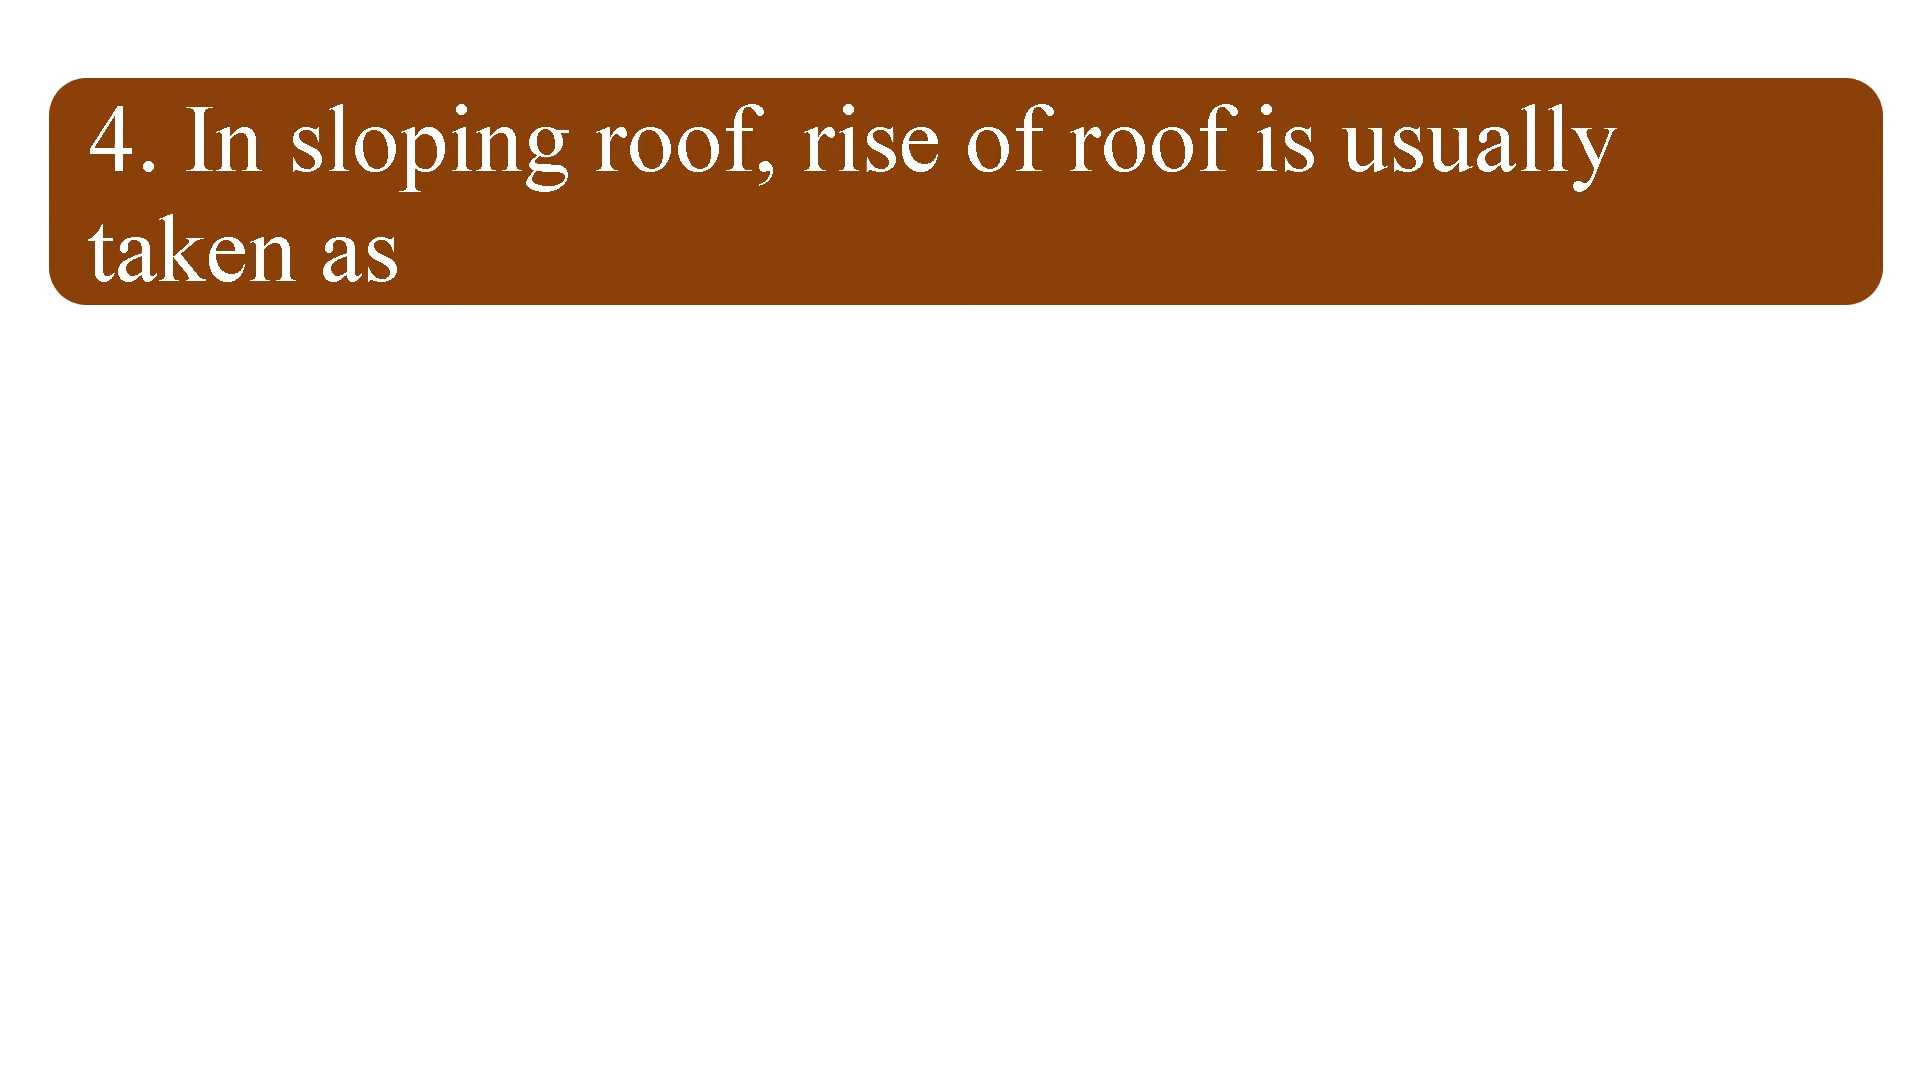 4. In sloping roof, rise of roof is usually
taken as